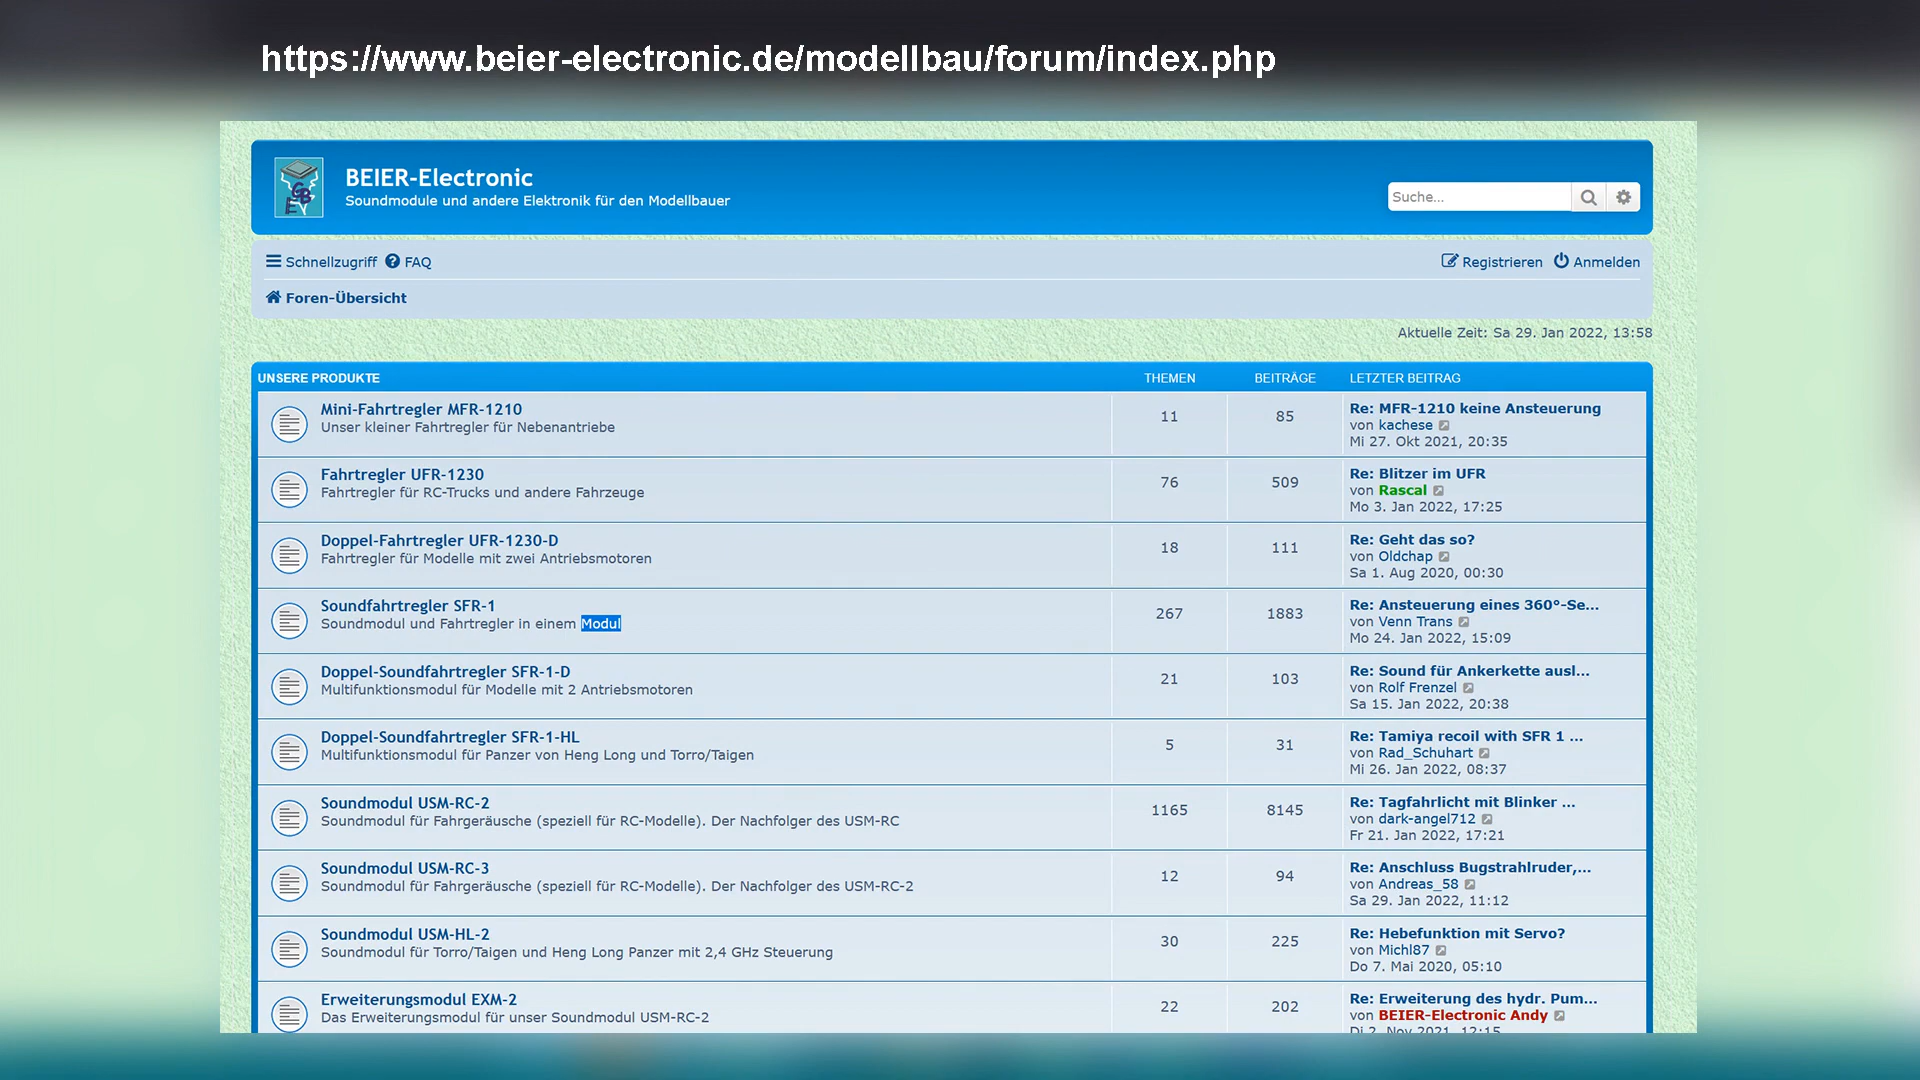 https://www.beier-electronic.de/modellbau/forum/index.php
BEIER-Electronic
Soundmodule und andere Elektronik für den Modellbauer
Suche...
Schnellzugriff FAQ
Registrieren Anmelden
Foren-Übersicht
Aktuelle Zeit: Sa 29. Jan 2022, 13:58
UNSERE PRODUKTE THEMEN BEITRÄGE LETZTER BEITRAG
Mini-Fahrtregler MFR-1210
Unser kleiner Fahrtregler für Nebenantriebe
11 85
Re: MFR-1210 keine Ansteuerung
von kachese
Mi 27. Okt 2021, 20:35
Fahrtregler UFR-1230
Fahrtregler für RC-Trucks und andere Fahrzeuge
76 509
Re: Blitzer im UFR
von Rascal
Mo 3. Jan 2022, 17:25
Doppel-Fahrtregler UFR-1230-D
Fahrtregler für Modelle mit zwei Antriebsmotoren
18 111
Re: Geht das so?
von Oldchap
Sa 1. Aug 2020, 00:30
Soundfahrtregler SFR-1
Soundmodul und Fahrtregler in einem Modul
267 1883
Re: Ansteuerung eines 360°-Se...
von Venn Trans
Mo 24. Jan 2022, 15:09
Doppel-Soundfahrtregler SFR-1-D
Multifunktionsmodul für Modelle mit 2 Antriebsmotoren
21 103
Re: Sound für Ankerkette ausl...
von Rolf Frenzel
Sa 15. Jan 2022, 20:38
Doppel-Soundfahrtregler SFR-1-HL
Multifunktionsmodul für Panzer von Heng Long und Torro/Taigen
5 31
Re: Tamiya recoil with SFR 1 ...
von Rad_Schuhart
Mi 26. Jan 2022, 08:37
Soundmodul USM-RC-2
Soundmodul für Fahrgeräusche (speziell für RC-Modelle). Der Nachfolger des USM-RC
1165 8145
Re: Tagfahrlicht mit Blinker ...
von dark-angel712
Fr 21. Jan 2022, 17:21
Soundmodul USM-RC-3
Soundmodul für Fahrgeräusche (speziell für RC-Modelle). Der Nachfolger des USM-RC-2
12 94
Re: Anschluss Bugstrahlruder,...
von Andreas_58
Sa 29. Jan 2022, 11:12
Soundmodul USM-HL-2
Soundmodul für Torro/Taigen und Heng Long Panzer mit 2,4 GHz Steuerung
30 225
Re: Hebefunktion mit Servo?
von Michl87
Do 7. Mai 2020, 05:10
Erweiterungsmodul EXM-2
Das Erweiterungsmodul für unser Soundmodul USM-RC-2
22 202
Re: Erweiterung des hydr. Pum...
von BEIER-Electronic Andy
Di 2. Nov 2021, 12:15